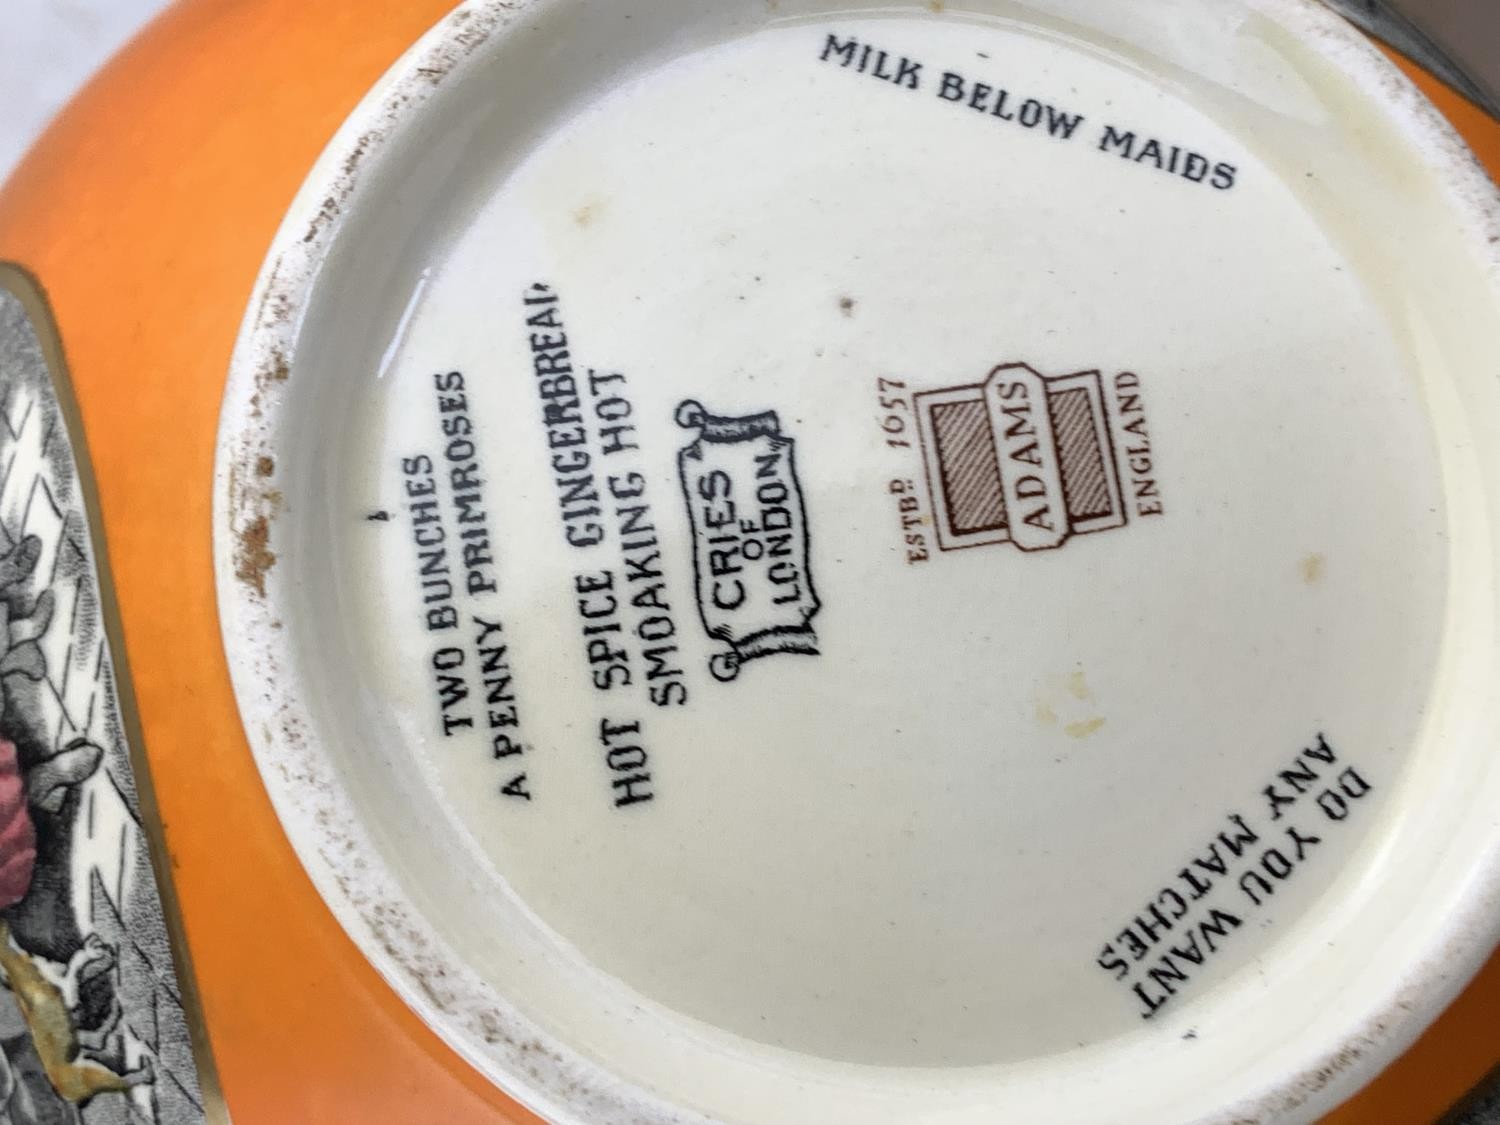 TWO BUNCHES
A PENNY PRIMROSES
HOT SPICE GINGERBREAD
SMOAKING HOT
CRIES
OF
LONDON
ESTBD 1657
ADAMS
ENGLAND
MILK BELOW MAIDS
DO YOU WANT
ANY MATCHES